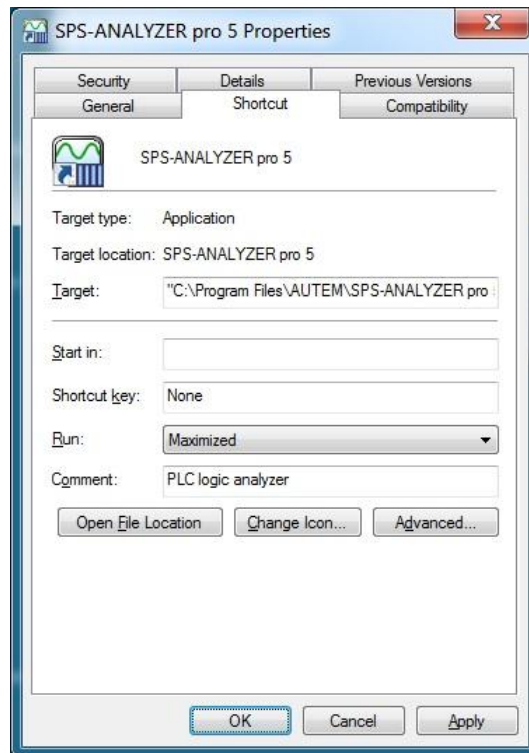 SPS-ANALYZER pro 5 Properties
Security Details Previous Versions
General Shortcut Compatibility
SPS-ANALYZER pro 5
Target type: Application
Target location: SPS-ANALYZER pro 5
Target: "C:\Program Files\AUTEM\SPS-ANALYZER pro
Start in:
Shortcut key: None
Run: Maximized
Comment: PLC logic analyzer
Open File Location Change Icon... Advanced...
OK Cancel Apply